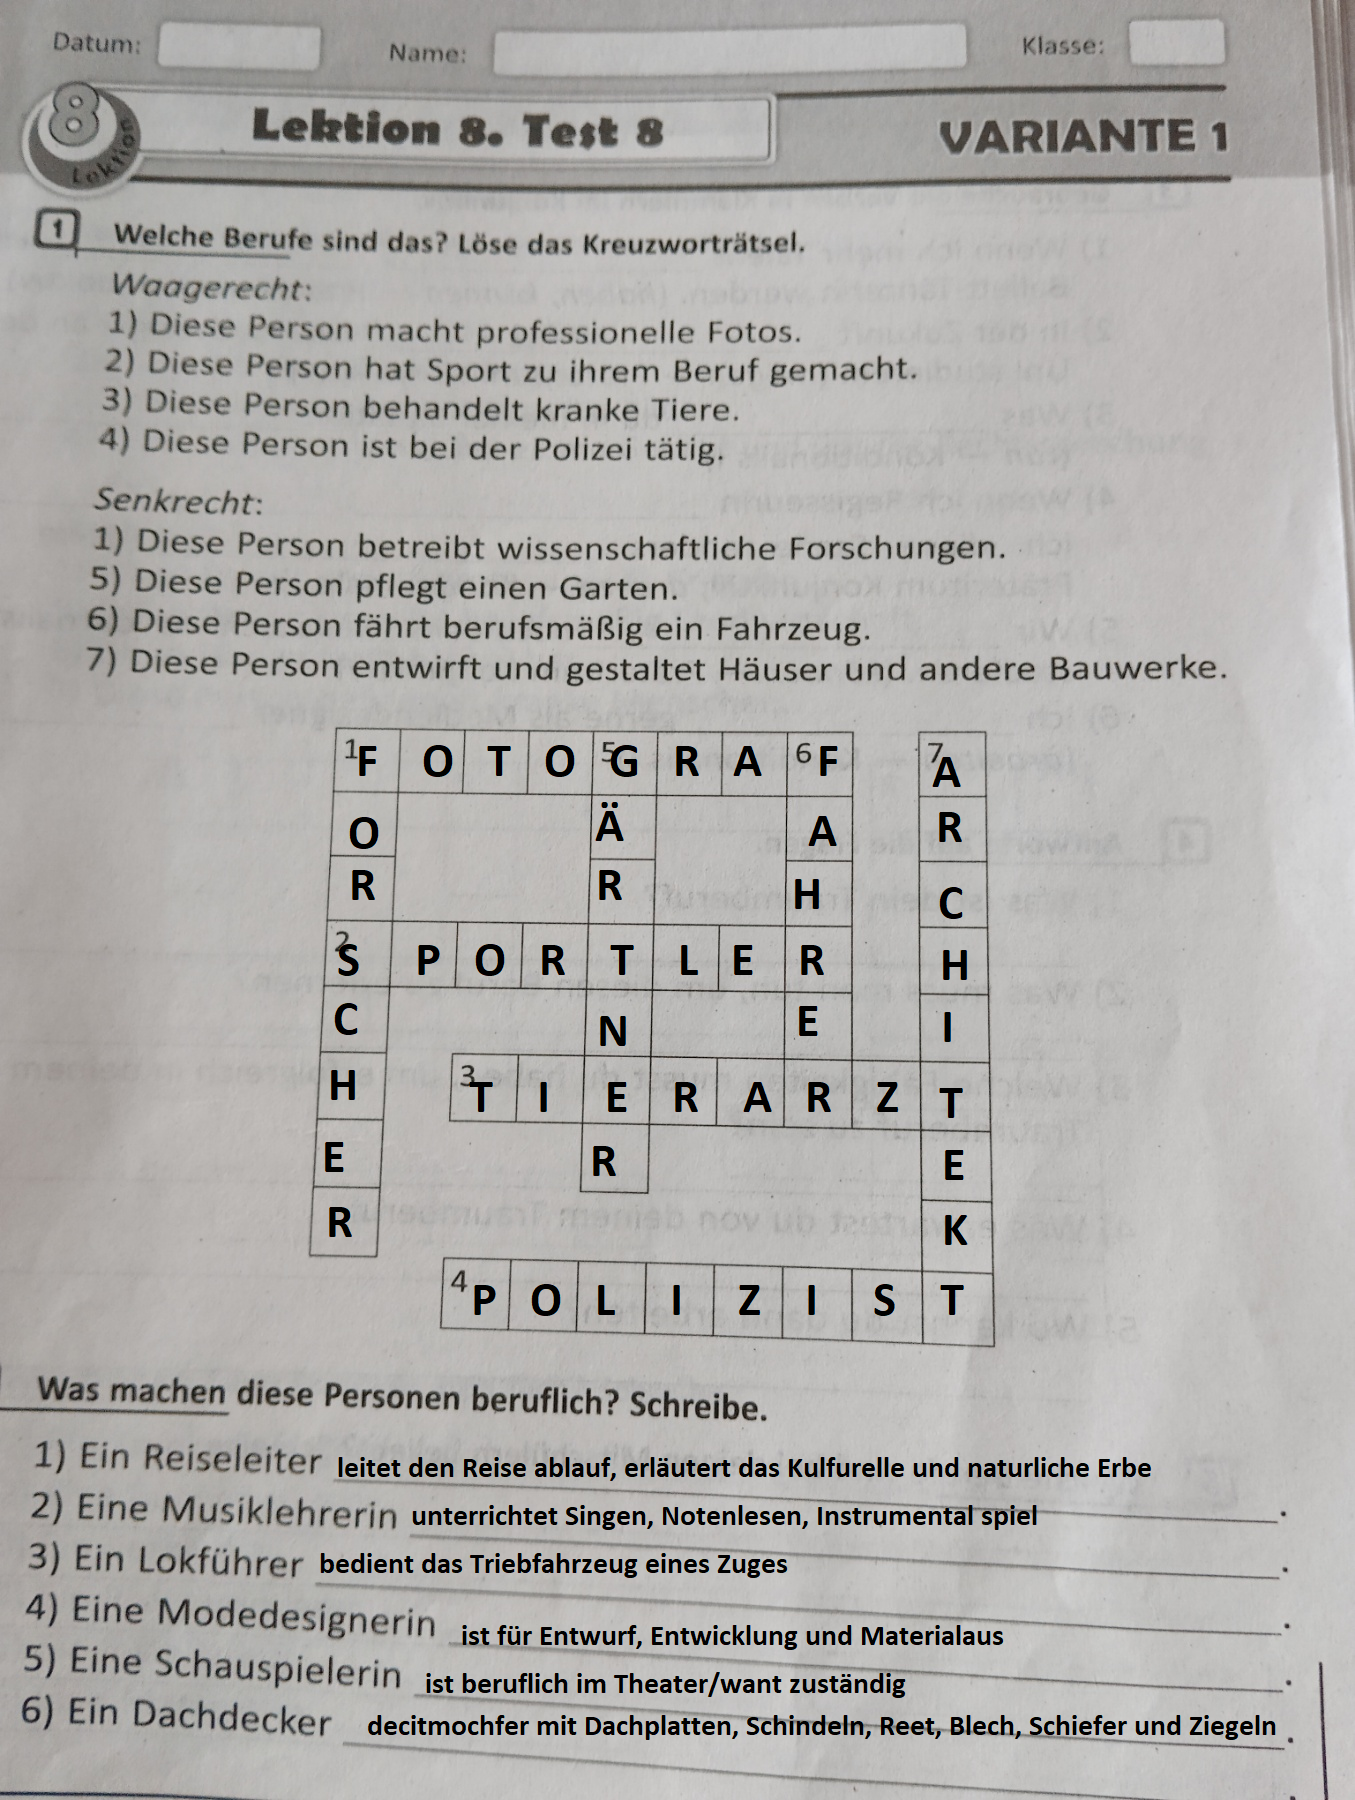 Datum:
Name:
Klasse:
8
Lektion
Lektion 8. Test 8
VARIANTE 1
1 Welche Berufe sind das? Löse das Kreuzworträtsel.
Waagerecht:
1) Diese Person macht professionelle Fotos.
2) Diese Person hat Sport zu ihrem Beruf gemacht.
3) Diese Person behandelt kranke Tiere.
4) Diese Person ist bei der Polizei tätig.
Senkrecht:
1) Diese Person betreibt wissenschaftliche Forschungen.
5) Diese Person pflegt einen Garten.
6) Diese Person fährt berufsmäßig ein Fahrzeug.
7) Diese Person entwirft und gestaltet Häuser und andere Bauwerke.
1 F O T O 5 G R A 6 F 7 A
O Ä A R
R R H C
2 S P O R T L E R H
C N E I
H 3 T I E R A R Z T
E R E
R K
4 P O L I Z I S T
Was machen diese Personen beruflich? Schreibe.
1) Ein Reiseleiter leitet den Reise ablauf, erläutert das Kulfurelle und naturliche Erbe.
2) Eine Musiklehrerin unterrichtet Singen, Notenlesen, Instrumental spiel.
3) Ein Lokführer bedient das Triebfahrzeug eines Zuges.
4) Eine Modedesignerin ist für Entwurf, Entwicklung und Materialaus.
5) Eine Schauspielerin ist beruflich im Theater/want zuständig.
6) Ein Dachdecker decitmochfer mit Dachplatten, Schindeln, Reet, Blech, Schiefer und Ziegeln.